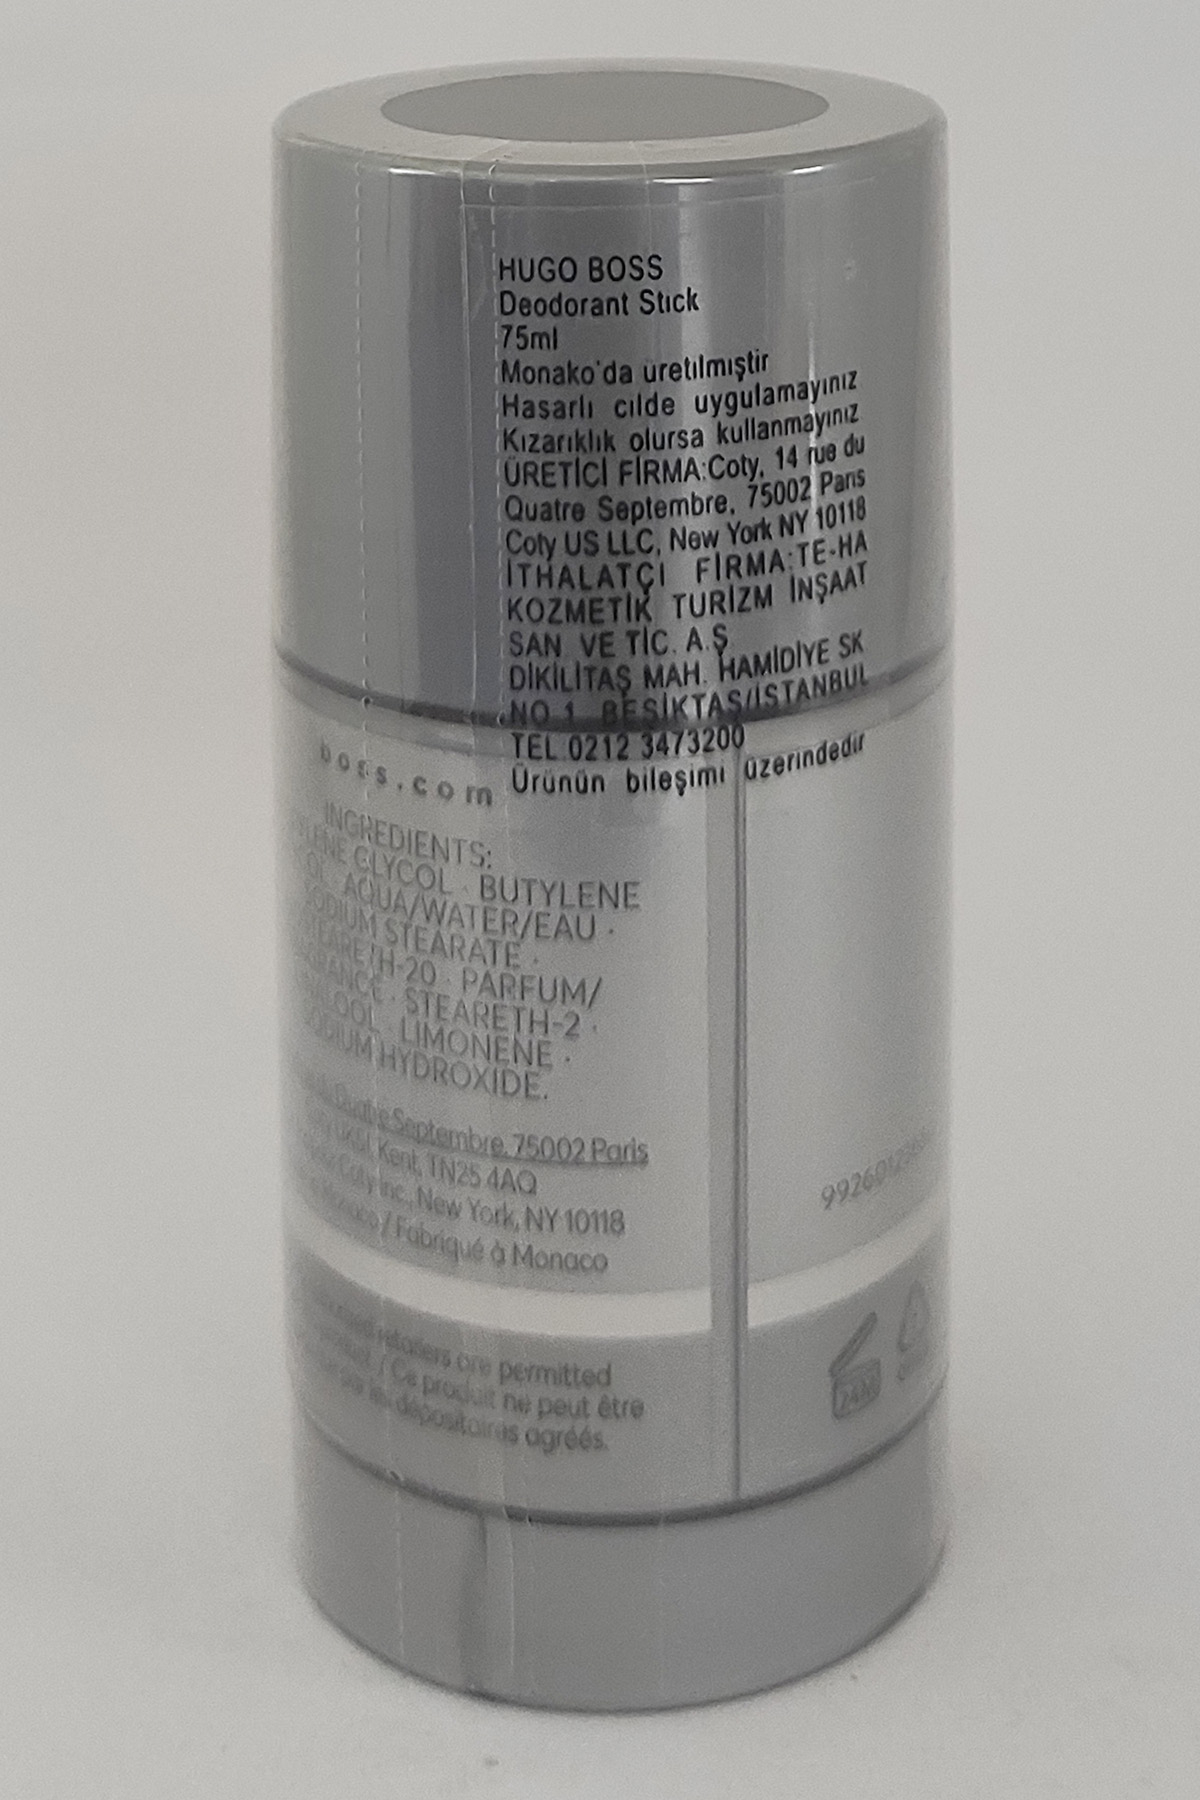 HUGO BOSS
Deodorant Stick
75ml
Monako'da üretilmiştir
Hasarlı cilde uygulamayınız
Kızarıklık olursa kullanmayınız
ÜRETİCİ FİRMA:Coty, 14 rue du
Quatre Septembre, 75002 Paris
Coty US LLC, New York NY 10118
İTHALATÇI FİRMA:TE-HA
KOZMETİK TURİZM İNŞAAT
SAN. VE TİC. A.Ş
DİKİLİTAŞ MAH. HAMİDİYE SK
NO 1 BEŞİKTAŞ/İSTANBUL
TEL 0212 3473200
Ürünün bileşimi üzerindedir
boss.com
INGREDIENTS:
GLYCOL · BUTYLENE
AQUA/WATER/EAU ·
SODIUM STEARATE ·
PARFUM/
STEARETH-2 ·
LIMONENE ·
SODIUM HYDROXIDE.
Quatre Septembre, 75002 Paris
Kent, TN25 4AQ
Coty Inc., New York, NY 10118
Monaco / Fabriqué à Monaco
retailers are permitted
/ Ce produit ne peut être
dépositaires agréés.
24M